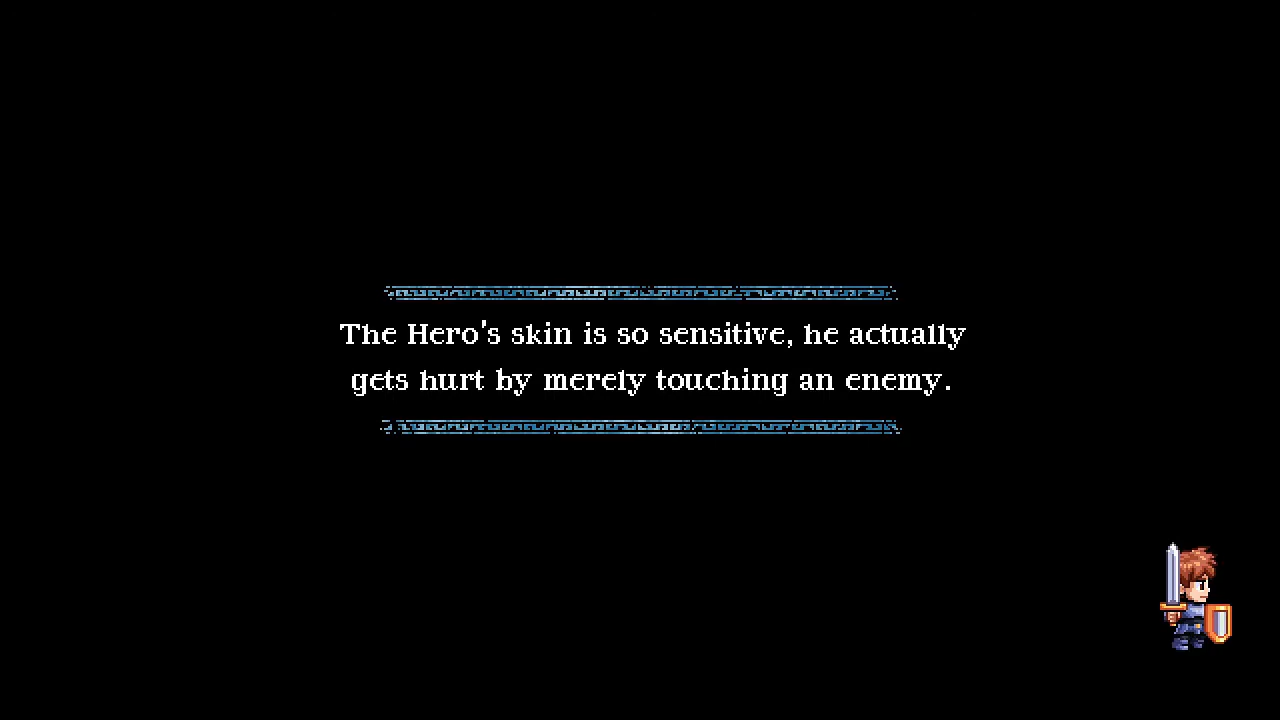 The Hero's skin is so sensitive, he actually
gets hurt by merely touching an enemy.